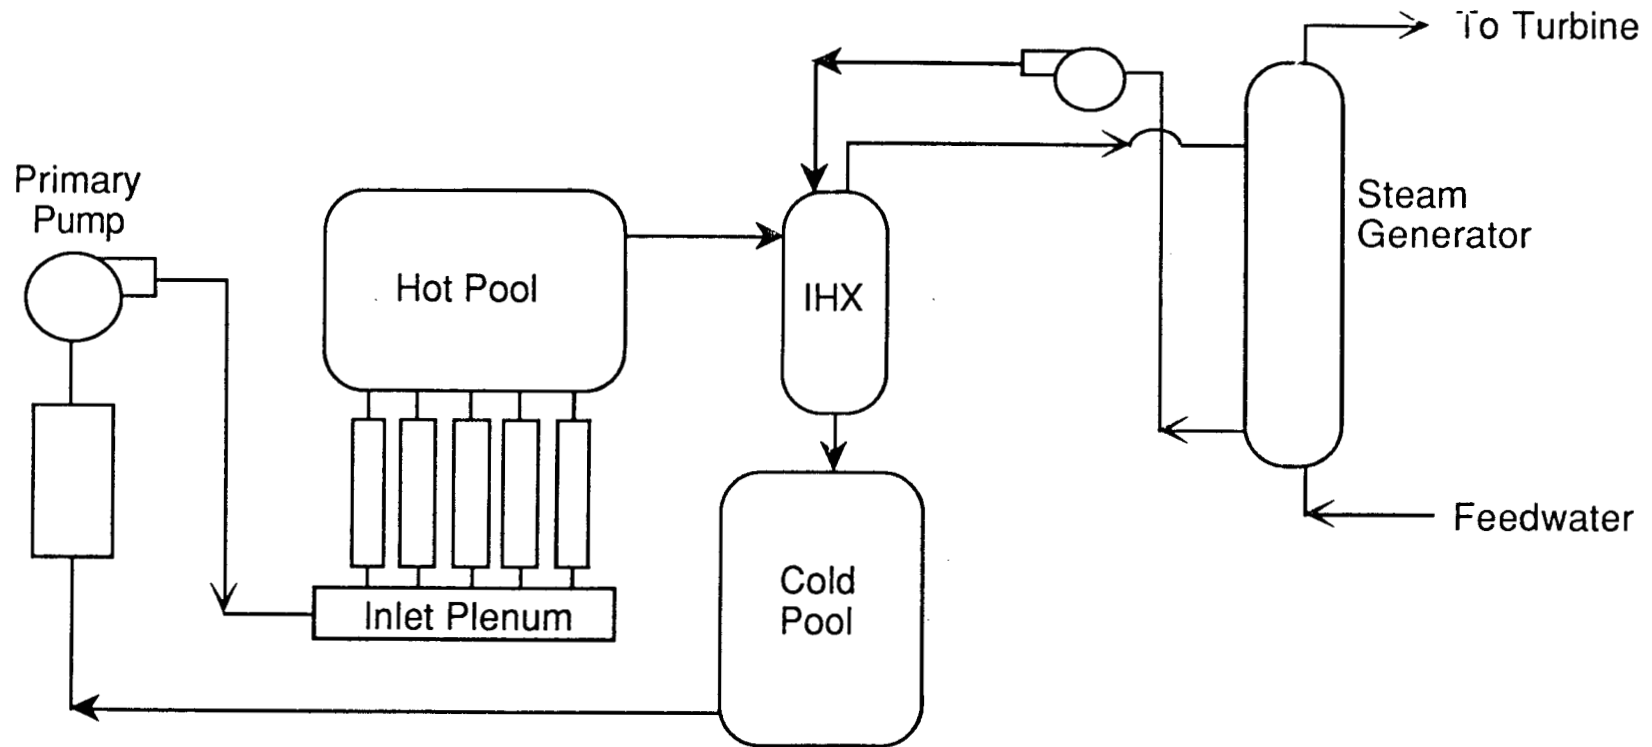 To Turbine
Primary
Pump
Steam
Generator
Hot Pool
IHX
Feedwater
Cold
Pool
Inlet Plenum